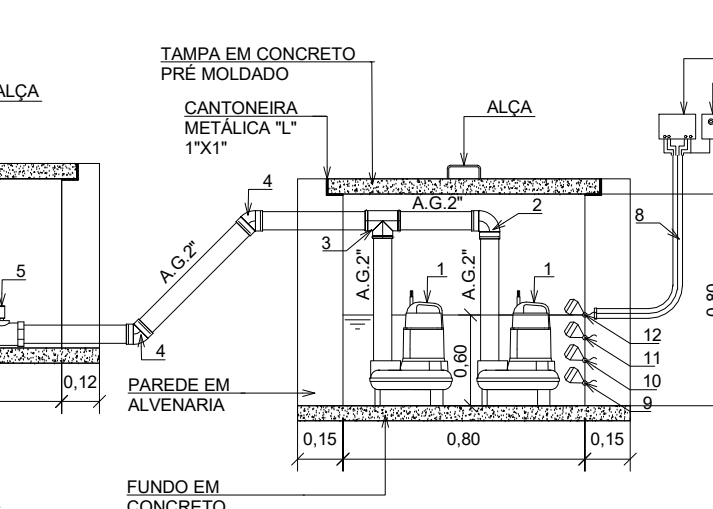 TAMPA EM CONCRETO
PRÉ MOLDADO
ALÇA
CANTONEIRA
METÁLICA "L"
1"X1"
ALÇA
4
A.G.2"
2
8
3
A.G.2"
A.G.2"
A.G.2"
1
1
5
0,80
12
4
0,60
11
10
9
0,12
PAREDE EM
ALVENARIA
0,15
0,80
0,15
FUNDO EM
CONCRETO